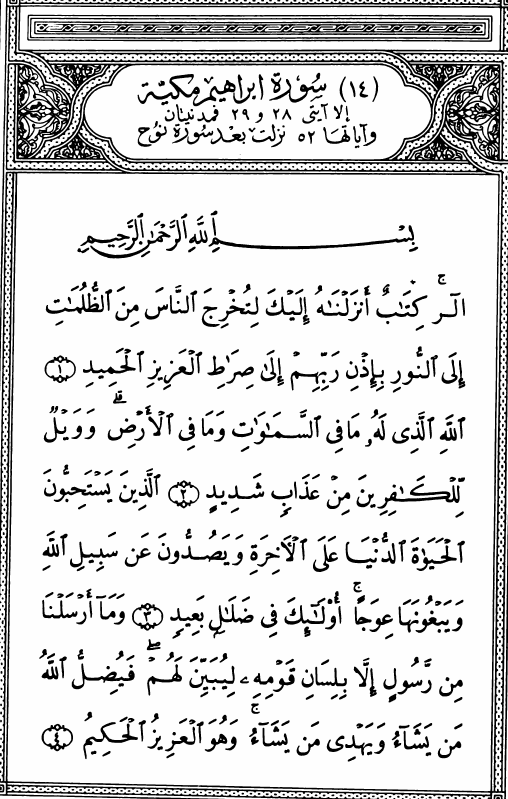 (١٤) سُورَة ابراهيم مكيّة
إلا آيتى ٢٨ و ٢٩ فمدنيتان
وآياتها ٥٢ نزلت بعد سورة نوح
بِسْمِ ٱللَّهِ ٱلرَّحْمَٰنِ ٱلرَّحِيمِ
الٓرۚ كِتَٰبٌ أَنزَلْنَٰهُ إِلَيْكَ لِتُخْرِجَ ٱلنَّاسَ مِنَ ٱلظُّلُمَٰتِ
إِلَى ٱلنُّورِ بِإِذْنِ رَبِّهِمْ إِلَىٰ صِرَٰطِ ٱلْعَزِيزِ ٱلْحَمِيدِ ١
ٱللَّهِ ٱلَّذِى لَهُۥ مَا فِى ٱلسَّمَٰوَٰتِ وَمَا فِى ٱلْأَرْضِۗ وَوَيْلٌ
لِّلْكَٰفِرِينَ مِنْ عَذَابٍ شَدِيدٍ ٢ ٱلَّذِينَ يَسْتَحِبُّونَ
ٱلْحَيَوٰةَ ٱلدُّنْيَا عَلَى ٱلْأَخِرَةِ وَيَصُدُّونَ عَن سَبِيلِ ٱللَّهِ
وَيَبْغُونَهَا عِوَجًاۚ أُو۟لَٰٓئِكَ فِى ضَلَٰلٍۭ بَعِيدٍ ٣ وَمَآ أَرْسَلْنَا
مِن رَّسُولٍ إِلَّا بِلِسَانِ قَوْمِهِۦ لِيُبَيِّنَ لَهُمْۖ فَيُضِلُّ ٱللَّهُ
مَن يَشَآءُ وَيَهْدِى مَن يَشَآءُۚ وَهُوَ ٱلْعَزِيزُ ٱلْحَكِيمُ ٤